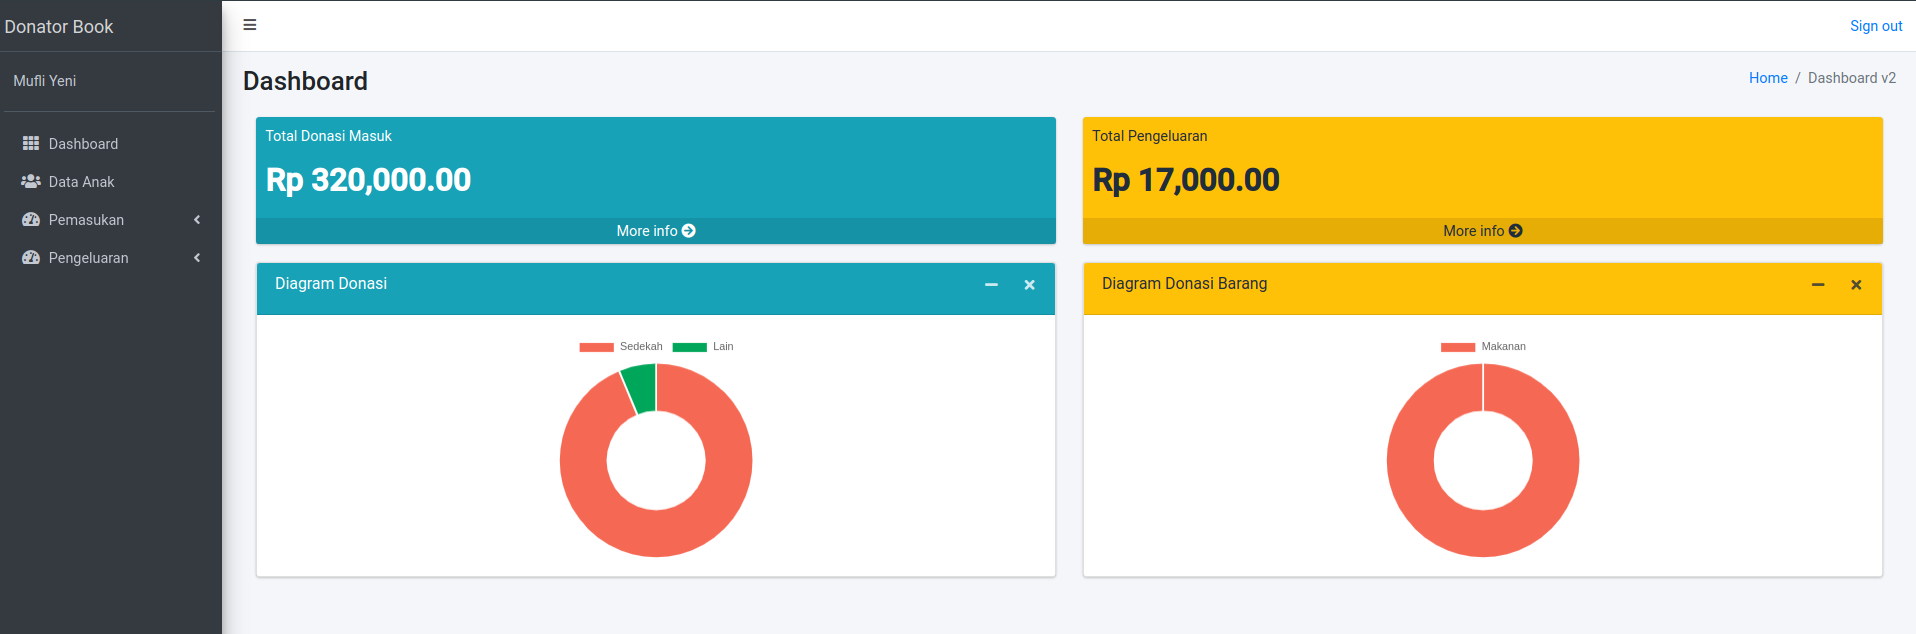 Donator Book
Sign out
Mufli Yeni
Dashboard
Data Anak
Pemasukan
Pengeluaran
Dashboard
Home / Dashboard v2
Total Donasi Masuk
Rp 320,000.00
More info
Total Pengeluaran
Rp 17,000.00
More info
Diagram Donasi
Sedekah Lain
Diagram Donasi Barang
Makanan